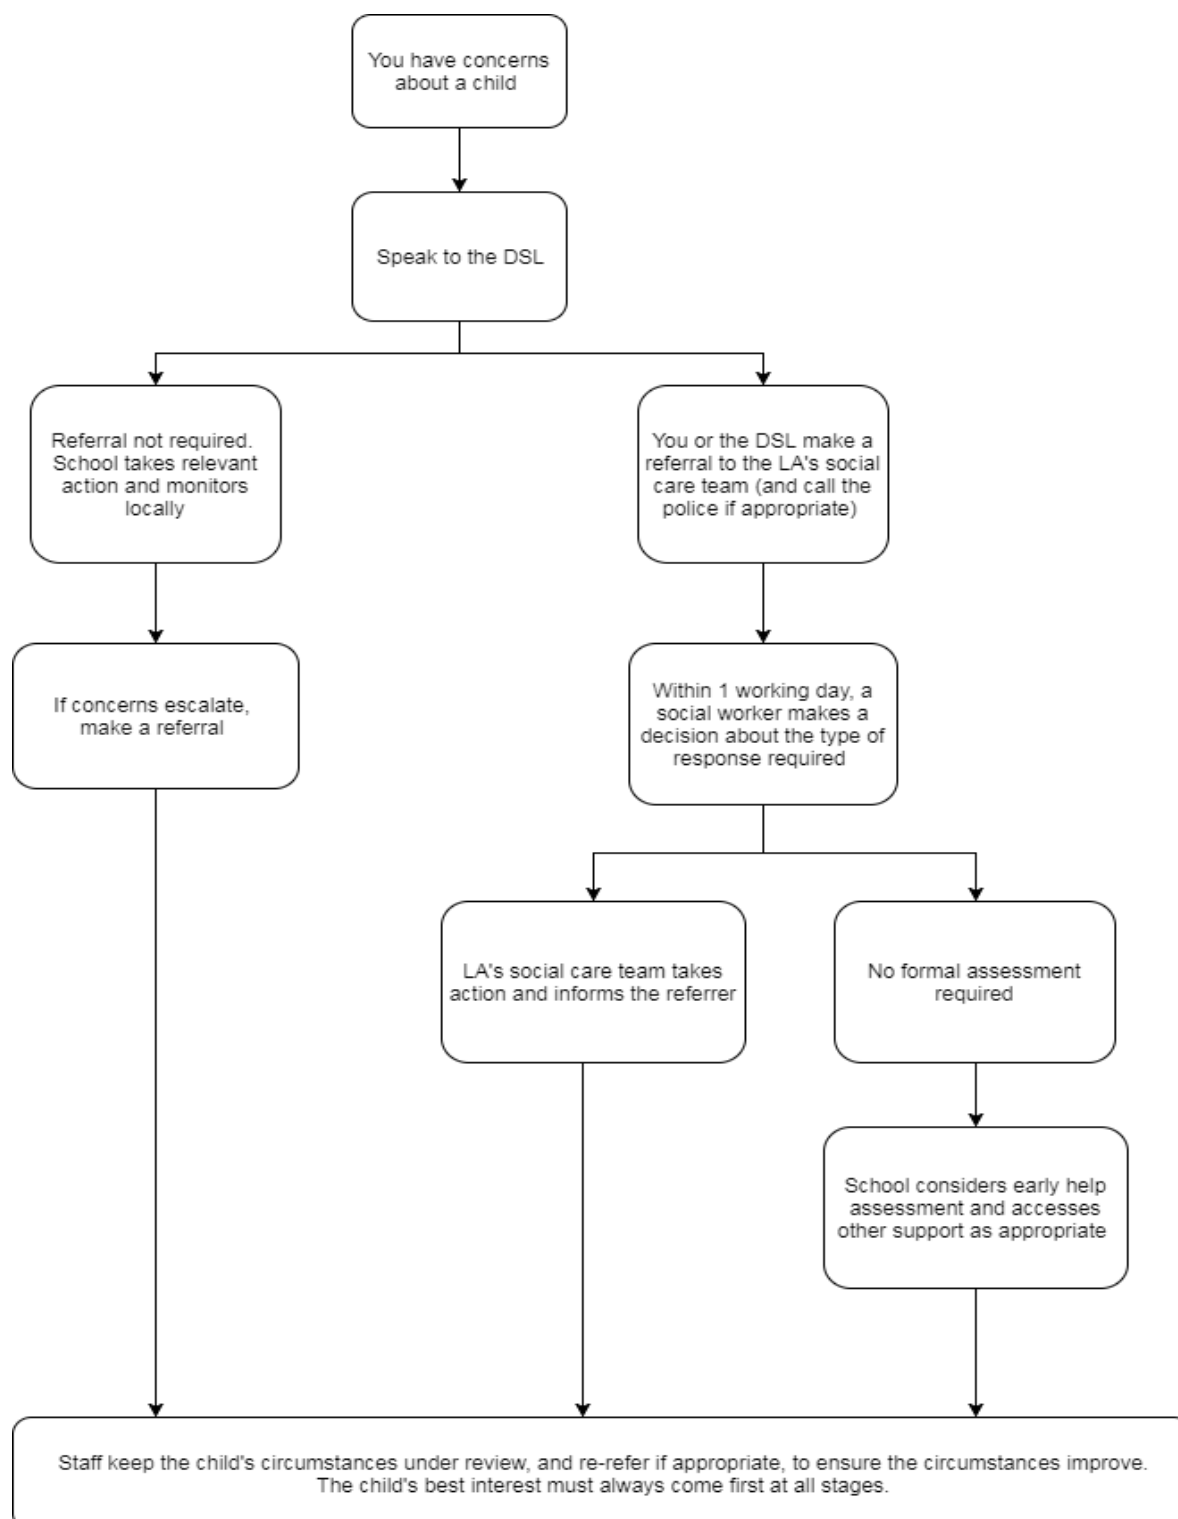 You have concerns
about a child
Speak to the DSL
Referral not required.
School takes relevant
action and monitors
locally
You or the DSL make a
referral to the LA's social
care team (and call the
police if appropriate)
If concerns escalate,
make a referral
Within 1 working day, a
social worker makes a
decision about the type of
response required
LA's social care team takes
action and informs the referrer
No formal assessment
required
School considers early help
assessment and accesses
other support as appropriate
Staff keep the child's circumstances under review, and re-refer if appropriate, to ensure the circumstances improve.
The child's best interest must always come first at all stages.